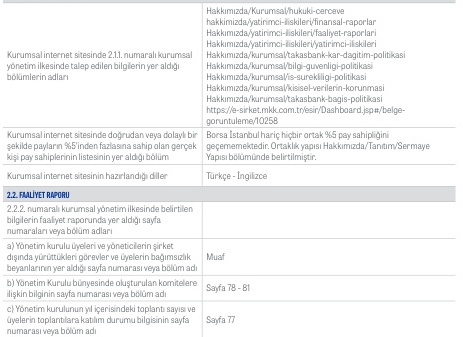 Kurumsal internet sitesinde 2.1.1. numaralı kurumsal
yönetim ilkesinde talep edilen bilgilerin yer aldığı
bölümlerin adları
Hakkımızda/Kurumsal/hukuki-cerceve
hakkimizda/yatirimci-iliskileri/finansal-raporlar
Hakkımızda/yatirimci-iliskileri/faaliyet-raporlari
Hakkımızda/yatirimci-iliskileri/yatirimci-iliskileri
Hakkımızda/kurumsal/takasbank-kar-dagitim-politikasi
Hakkımızda/kurumsal/bilgi-guvenligi-politikasi
Hakkımızda/kurumsal/is-surekliligi-politikasi
Hakkımızda/kurumsal/kisisel-verilerin-korunmasi
Hakkımızda/kurumsal/takasbank-bagis-politikasi
https://e-sirket.mkk.com.tr/esir/Dashboard.jsp#/belge-
goruntuleme/10258
Kurumsal internet sitesinde doğrudan veya dolaylı bir
şekilde payların %5'inden fazlasına sahip olan gerçek
kişi pay sahiplerinin listesinin yer aldığı bölüm
Borsa İstanbul hariç hiçbir ortak %5 pay sahipliğini
geçememektedir. Ortaklık yapısı Hakkımızda/Tanıtım/Sermaye
Yapısı bölümünde belirtilmiştir.
Kurumsal internet sitesinin hazırlandığı diller
Türkçe - İngilizce
2.2. FAALİYET RAPORU
2.2.2. numaralı kurumsal yönetim ilkesinde belirtilen
bilgilerin faaliyet raporunda yer aldığı sayfa
numaraları veya bölüm adları
a) Yönetim kurulu üyeleri ve yöneticilerin şirket
dışında yürüttükleri görevler ve üyelerin bağımsızlık
beyanlarının yer aldığı sayfa numarası veya bölüm adı
Muaf
b) Yönetim Kurulu bünyesinde oluşturulan komitelere
ilişkin bilginin sayfa numarası veya bölüm adı
Sayfa 78 - 81
c) Yönetim kurulunun yıl içerisindeki toplantı sayısı ve
üyelerin toplantılara katılım durumu bilgisinin sayfa
numarası veya bölüm adı
Sayfa 77